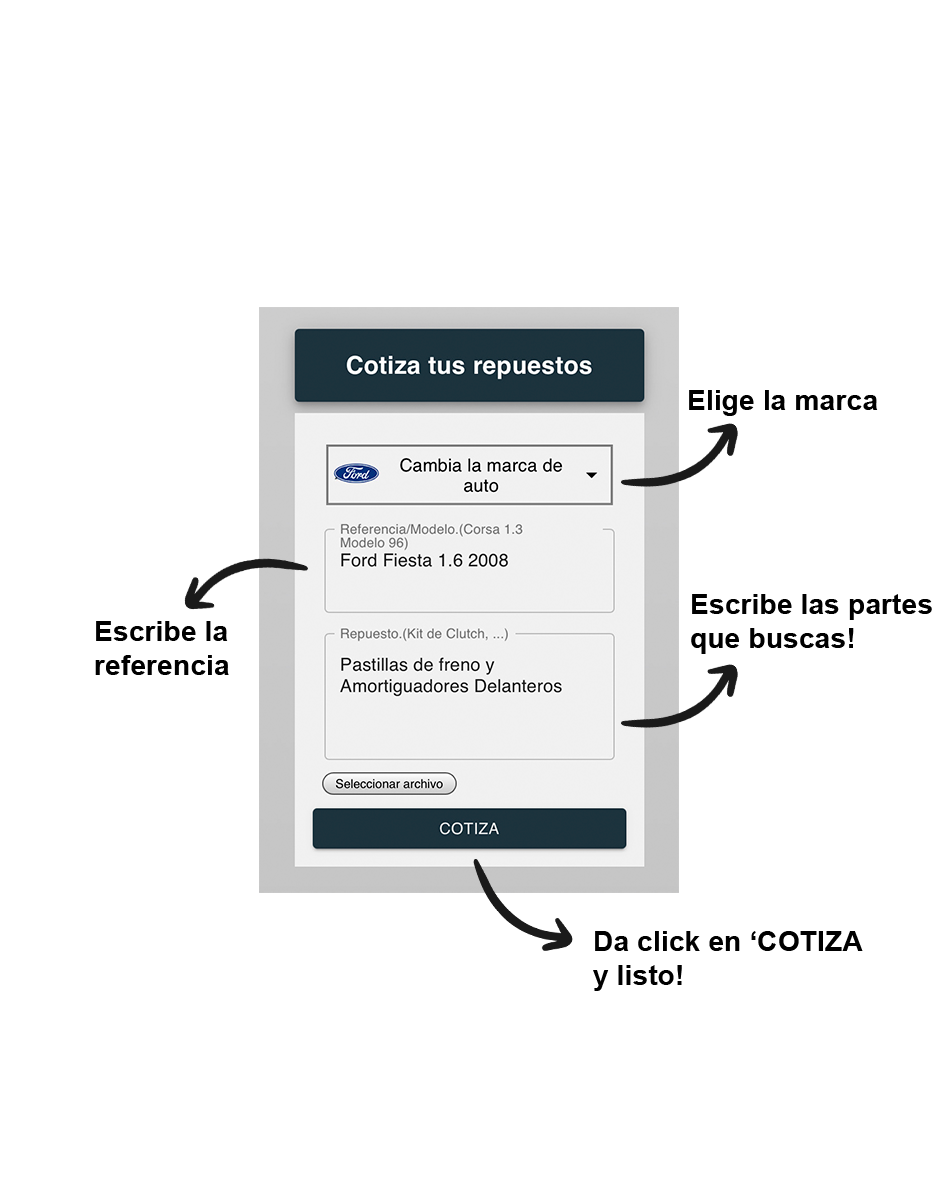 Cotiza tus repuestos
Elige la marca
Ford
Cambia la marca de
auto
Referencia/Modelo.(Corsa 1.3
Modelo 96)
Ford Fiesta 1.6 2008
Escribe la
referencia
Escribe las partes
que buscas!
Repuesto.(Kit de Clutch, ...)
Pastillas de freno y
Amortiguadores Delanteros
Seleccionar archivo
COTIZA
Da click en ‘COTIZA
y listo!